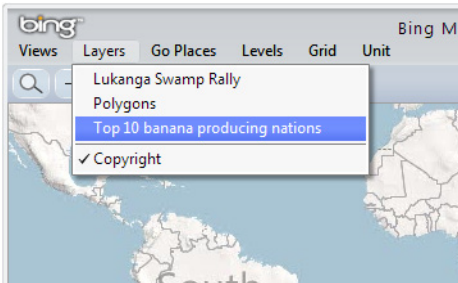 bing™
Bing M
Views Layers Go Places Levels Grid Unit
Lukanga Swamp Rally
Polygons
Top 10 banana producing nations
✓ Copyright
South